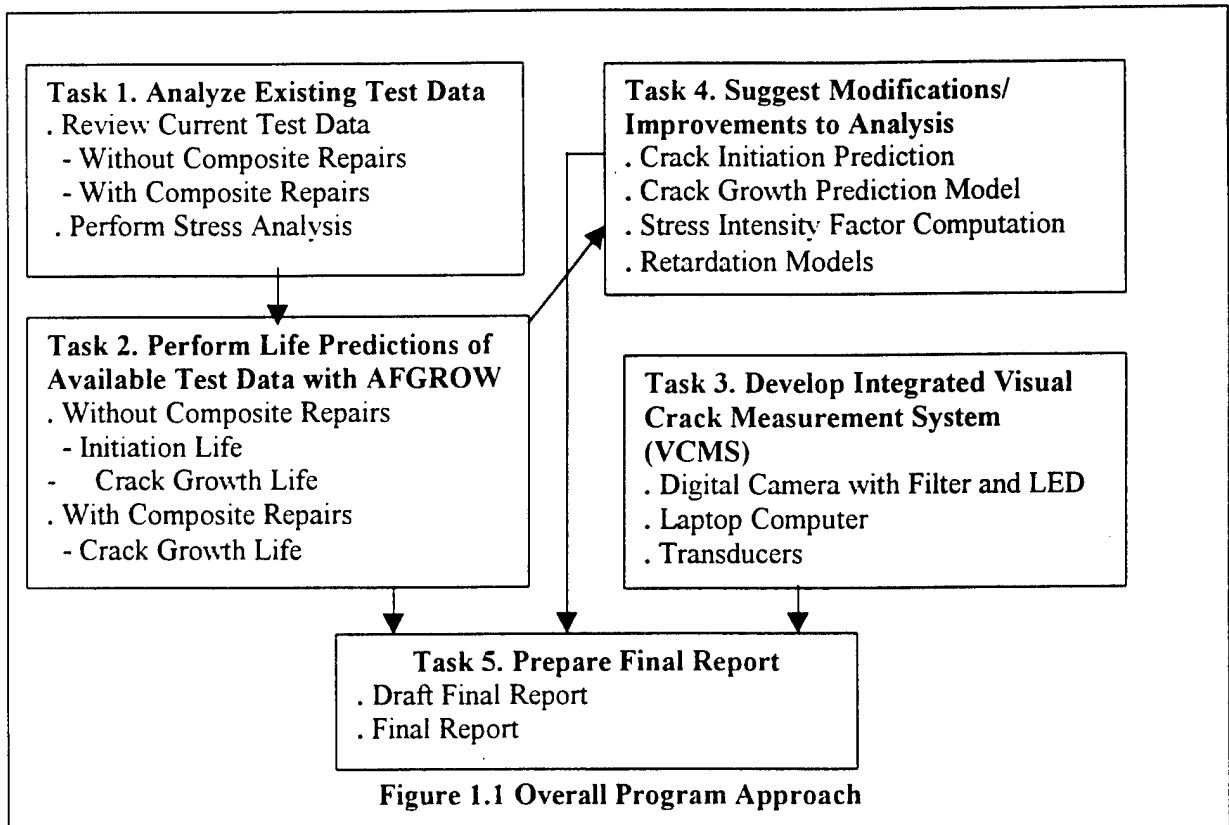 Task 1. Analyze Existing Test Data
. Review Current Test Data
- Without Composite Repairs
- With Composite Repairs
. Perform Stress Analysis
Task 2. Perform Life Predictions of
Available Test Data with AFGROW
. Without Composite Repairs
- Initiation Life
- Crack Growth Life
. With Composite Repairs
- Crack Growth Life
Task 4. Suggest Modifications/
Improvements to Analysis
. Crack Initiation Prediction
. Crack Growth Prediction Model
. Stress Intensity Factor Computation
. Retardation Models
Task 3. Develop Integrated Visual
Crack Measurement System
(VCMS)
. Digital Camera with Filter and LED
. Laptop Computer
. Transducers
Task 5. Prepare Final Report
. Draft Final Report
. Final Report
Figure 1.1 Overall Program Approach